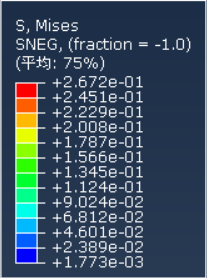 S, Mises
SNEG, (fraction = -1.0)
(平均: 75%)
+2.672e-01
+2.451e-01
+2.229e-01
+2.008e-01
+1.787e-01
+1.566e-01
+1.345e-01
+1.124e-01
+9.024e-02
+6.812e-02
+4.601e-02
+2.389e-02
+1.773e-03